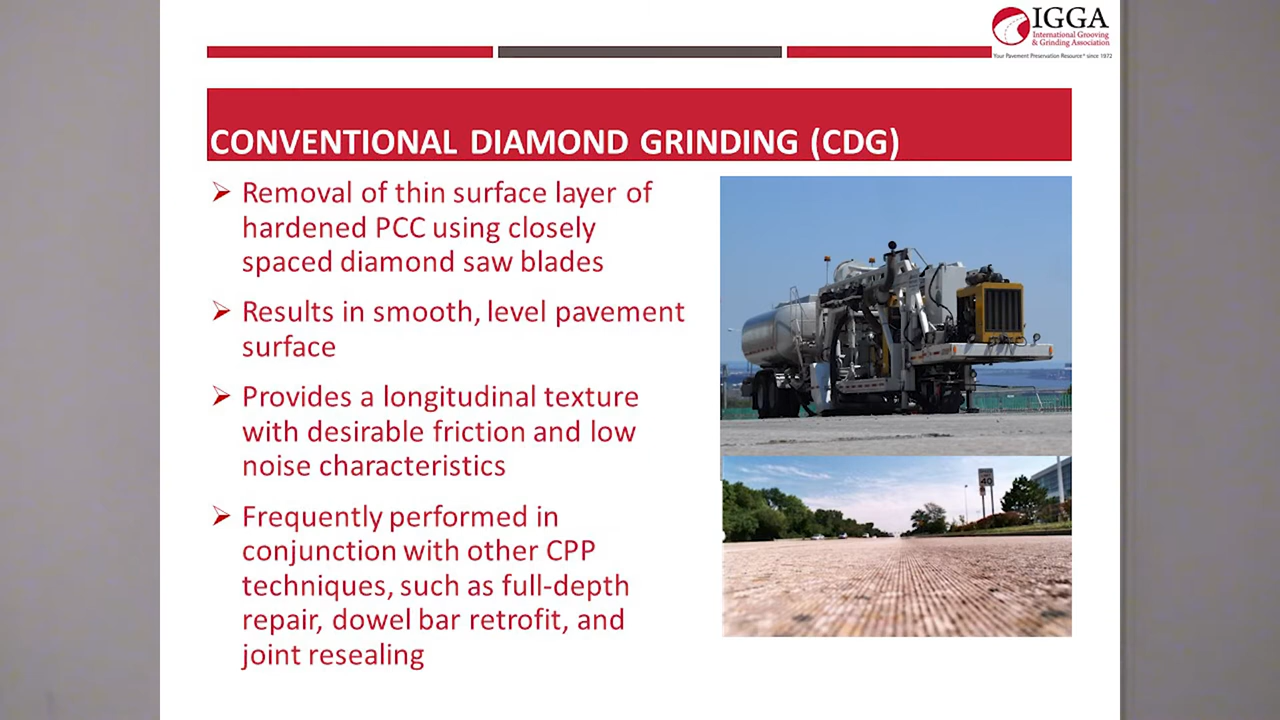 IGGA
International Grooving
& Grinding Association
Your Pavement Preservation Resource® since 1972
CONVENTIONAL DIAMOND GRINDING (CDG)
Removal of thin surface layer of
hardened PCC using closely
spaced diamond saw blades
Results in smooth, level pavement
surface
Provides a longitudinal texture
with desirable friction and low
noise characteristics
Frequently performed in
conjunction with other CPP
techniques, such as full-depth
repair, dowel bar retrofit, and
joint resealing
40